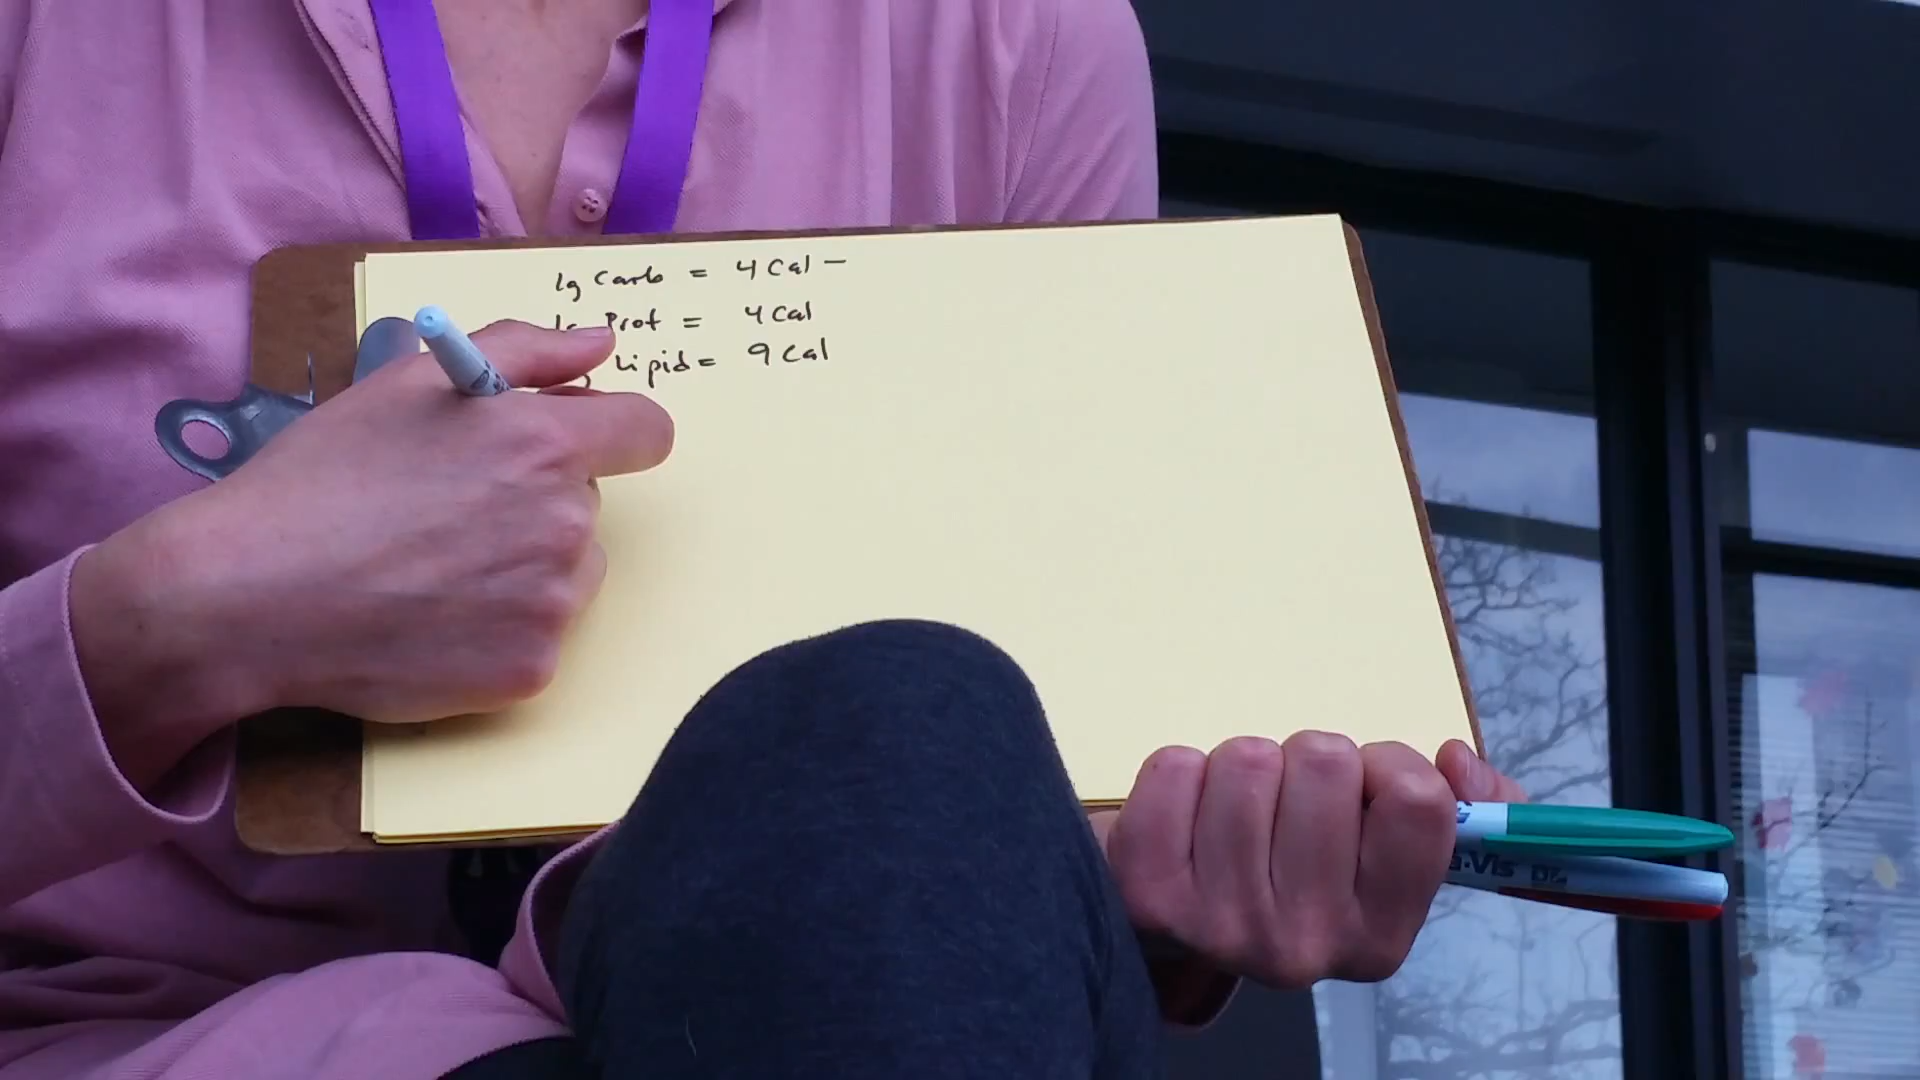 1g Carb = 4 Cal -
Prot = 4 Cal
Lipid = 9 Cal